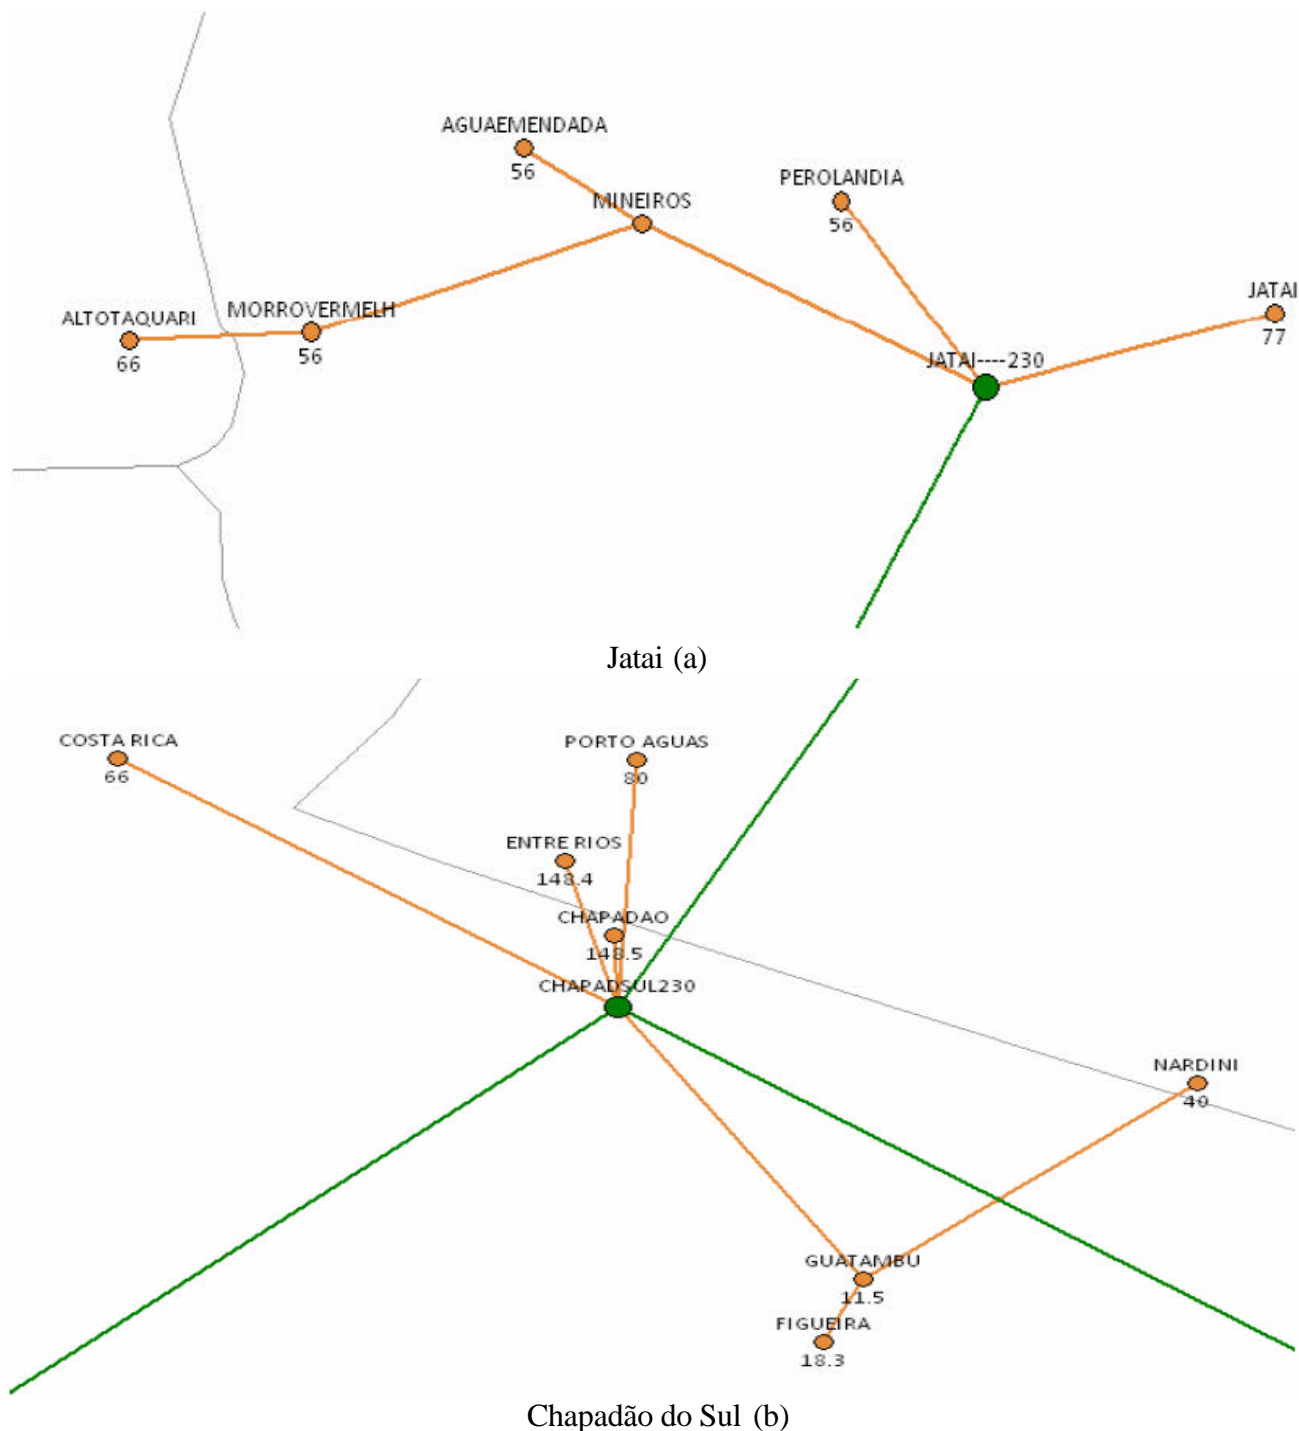 AGUAEMENDADA
56
MINEIROS
PEROLANDIA
56
JATAI
77
ALTOTAQUARI
66
MORROVERMELH
56
JATAI----230
Jatai (a)
COSTA RICA
66
PORTO AGUAS
80
ENTRE RIOS
148.4
CHAPADAO
148.5
CHAPADSUL230
NARDINI
40
GUATAMBU
11.5
FIGUEIRA
18.3
Chapadão do Sul (b)